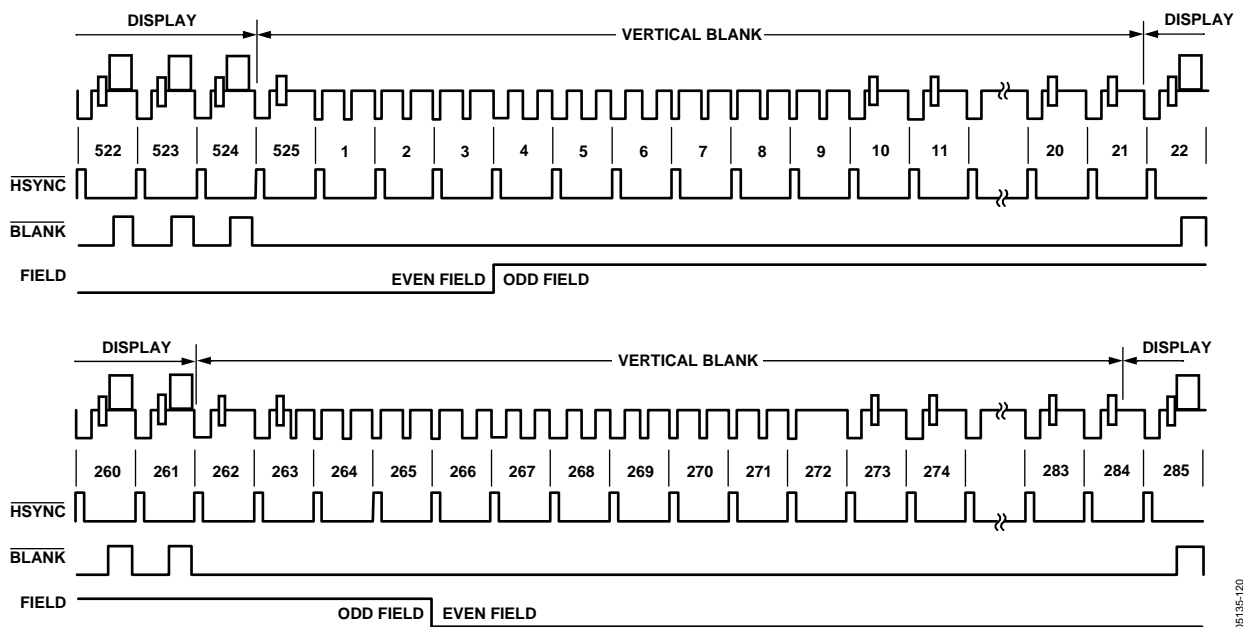 DISPLAY VERTICAL BLANK DISPLAY
522 523 524 525 1 2 3 4 5 6 7 8 9 10 11 20 21 22
HSYNC
BLANK
FIELD EVEN FIELD ODD FIELD
DISPLAY VERTICAL BLANK DISPLAY
260 261 262 263 264 265 266 267 268 269 270 271 272 273 274 283 284 285
HSYNC
BLANK
FIELD ODD FIELD EVEN FIELD
05135-120